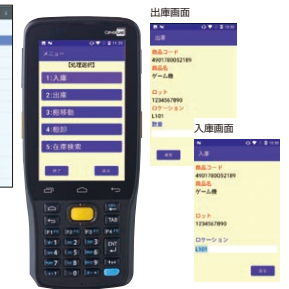 出庫画面
メニュー
【処理選択】
1:入庫
2:出庫
3:棚移動
4:棚卸
5:在庫検索
TAB
ENT
出庫
商品コード
4901780052189
商品名
ゲーム機
ロット
1234567890
ロケーション
L101
数量
入庫画面
入庫
商品コード
4901780052189
商品名
ゲーム機
ロット
1234567890
ロケーション
L101